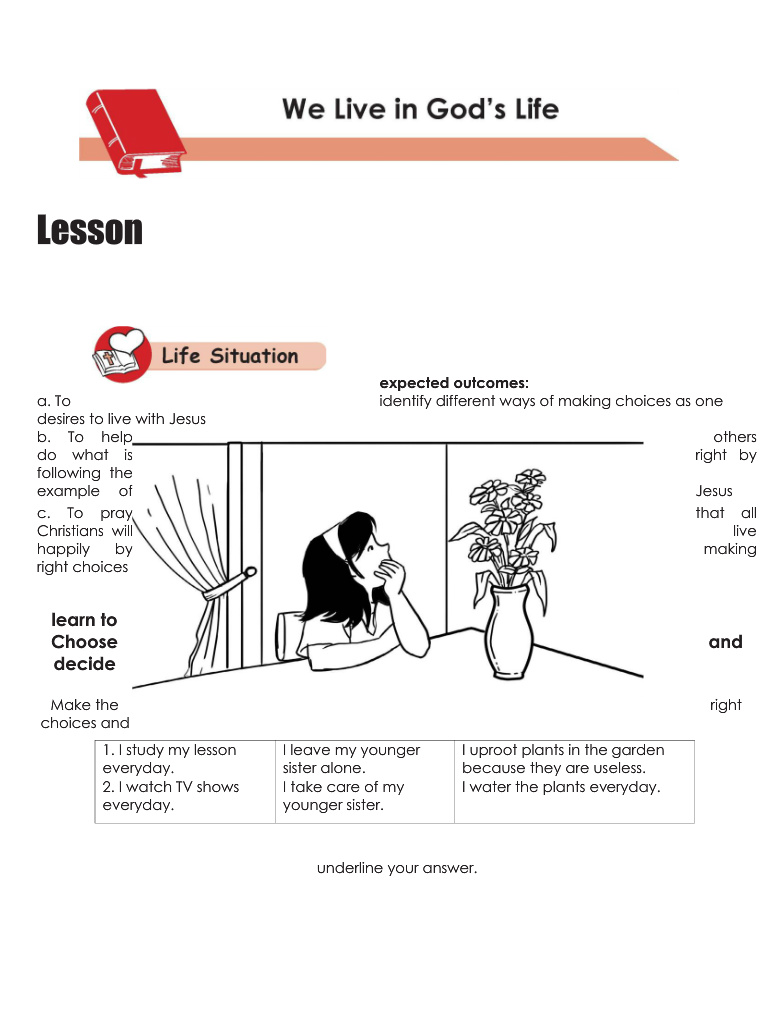 We Live in God's Life
Lesson
Life Situation
expected outcomes:
a. To identify different ways of making choices as one
desires to live with Jesus
b. To help others
do what is right by
following the
example of Jesus
c. To pray that all
Christians will live
happily by making
right choices
learn to
Choose and
decide
Make the right
choices and
1. I study my lesson
everyday.
2. I watch TV shows
everyday.
I leave my younger
sister alone.
I take care of my
younger sister.
I uproot plants in the garden
because they are useless.
I water the plants everyday.
underline your answer.